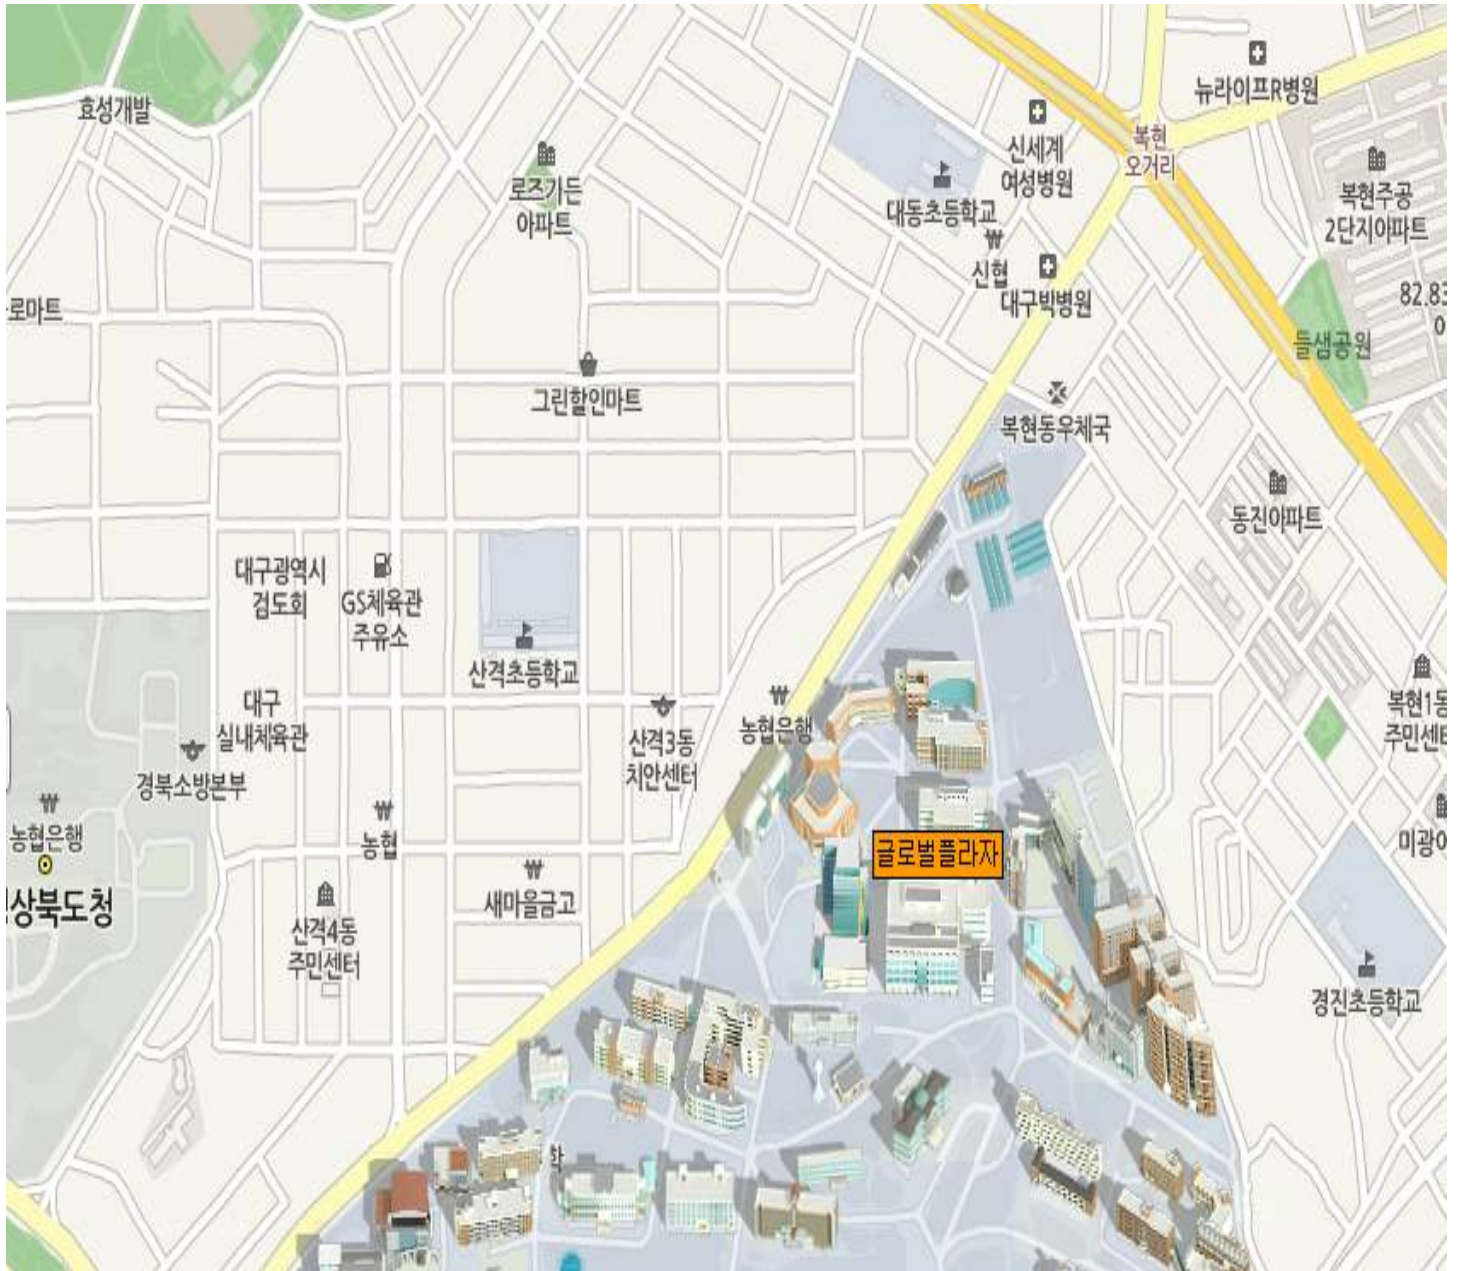 효성개발
뉴라이프R병원
신세계
여성병원
복현
오거리
로즈가든
아파트
대동초등학교
복현주공
2단지아파트
신협
대구박병원
82.83
로마트
들샘공원
그린할인마트
복현동우체국
동진아파트
대구광역시
검도회
GS체육관
주유소
산격초등학교
대구
실내체육관
산격3동
치안센터
농협은행
복현1동
주민센터
경북소방본부
농협은행
농협
글로벌플라자
미광아
상북도청
새마을금고
산격4동
주민센터
경진초등학교
학